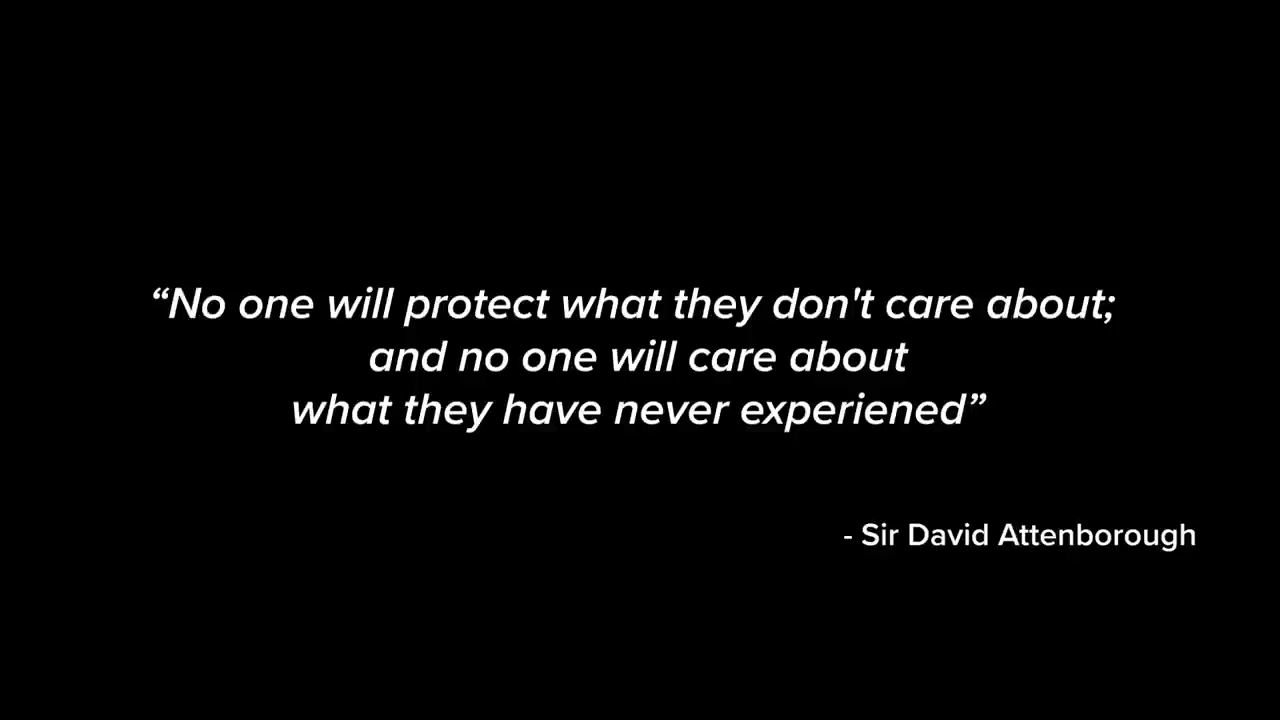 “No one will protect what they don't care about;
and no one will care about
what they have never experiened”
- Sir David Attenborough